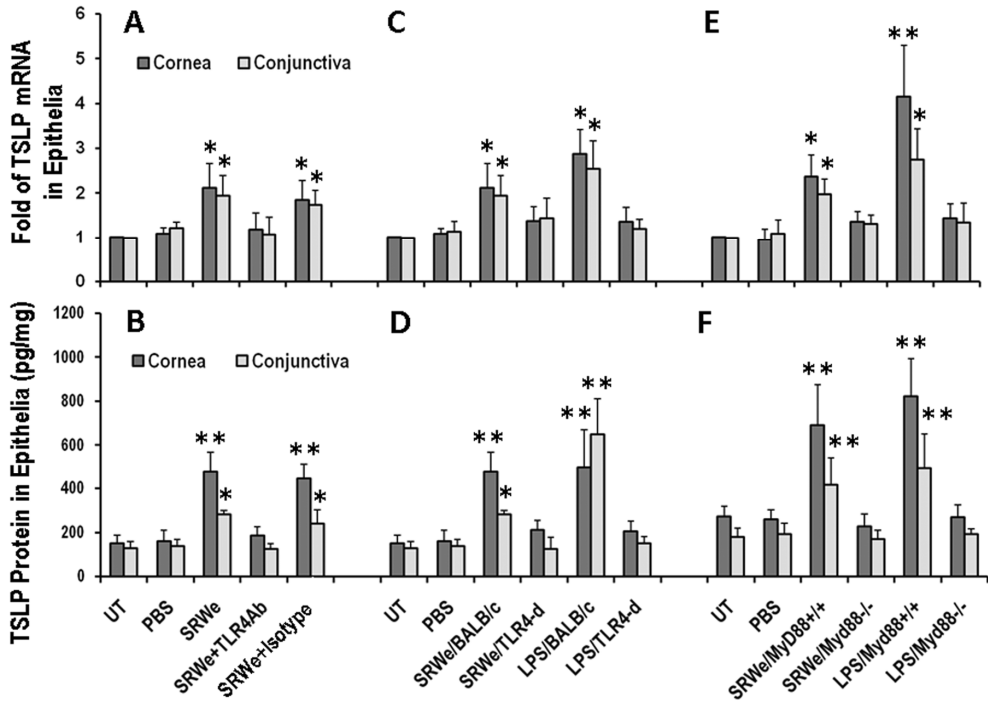 A
C
E
Fold of TSLP mRNA
in Epithelia
6
5
4
3
2
1
0
Cornea
Conjunctiva
* * * *
* * * *
* * ** *
B
D
F
TSLP Protein in Epithelia (pg/mg)
1200
1000
800
600
400
200
0
Cornea
Conjunctiva
** * ** *
** * ** **
** ** ** **
UT
PBS
SRWe
SRWe+TLR4Ab
SRWe+Isotype
UT
PBS
SRWe/BALB/c
SRWe/TLR4-d
LPS/BALB/c
LPS/TLR4-d
UT
PBS
SRWe/MyD88+/+
SRWe/Myd88-/-
LPS/Myd88+/+
LPS/Myd88-/-